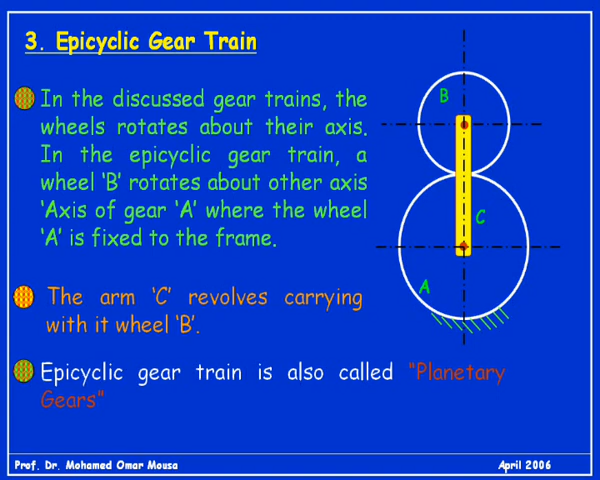 3. Epicyclic Gear Train
In the discussed gear trains, the
wheels rotates about their axis.
In the epicyclic gear train, a
wheel ‘B’ rotates about other axis
‘Axis of gear ‘A’ where the wheel
‘A’ is fixed to the frame.
The arm ‘C’ revolves carrying
with it wheel ‘B’.
Epicyclic gear train is also called “Planetary
Gears"
B
C
A
Prof. Dr. Mohamed Omar Mousa
April 2006